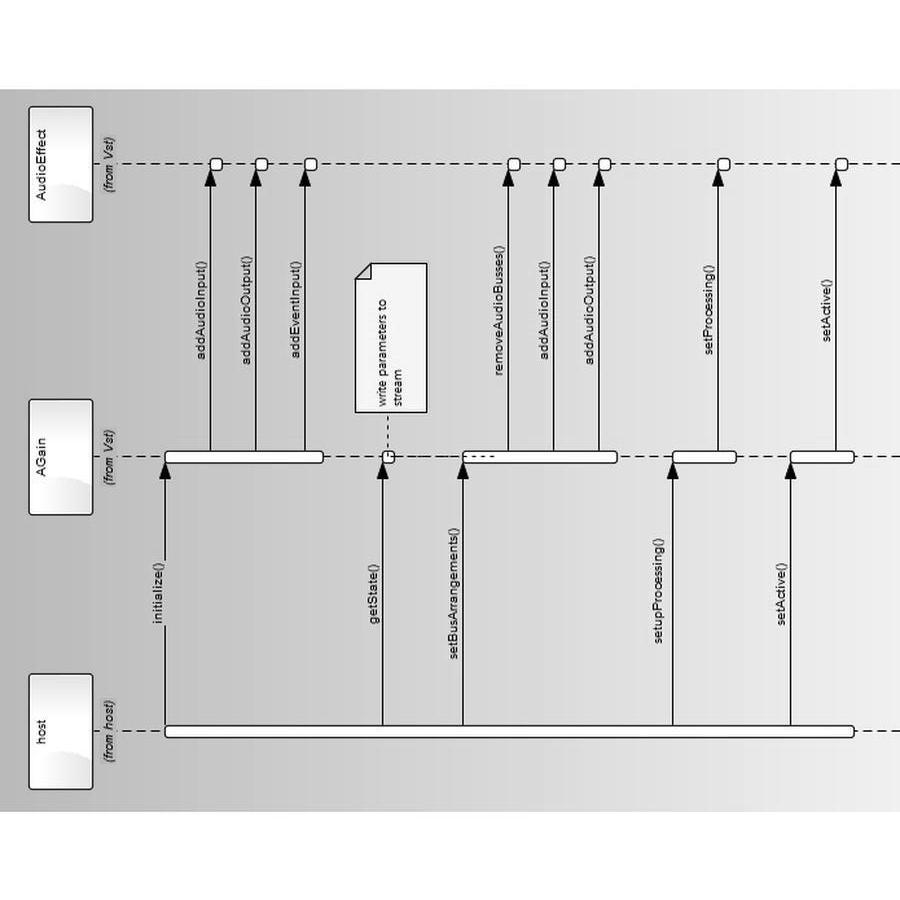 host
(from host)
AGain
(from Vst)
AudioEffect
(from Vst)
initialize()
addAudioInput()
addAudioOutput()
addEventInput()
getState()
write parameters to
stream
setBusArrangements()
removeAudioBusses()
addAudioInput()
addAudioOutput()
setupProcessing()
setProcessing()
setActive()
setActive()